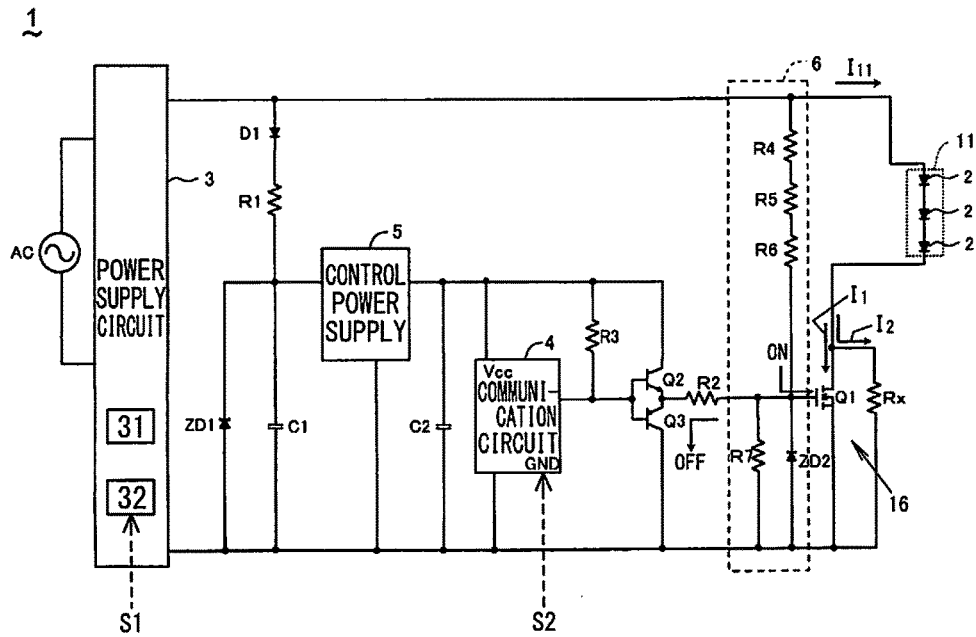 1
6
I11
D1
R4
11
3
2
R1
R5
2
5
AC
R6
2
POWER
SUPPLY
CIRCUIT
CONTROL
POWER
SUPPLY
I1
I2
4
R3
ON
Vcc
COMMUNI-
CATION
CIRCUIT
GND
Q2
R2
Q1
Rx
31
ZD1
C1
C2
Q3
OFF
R7
ZD2
32
16
S1
S2